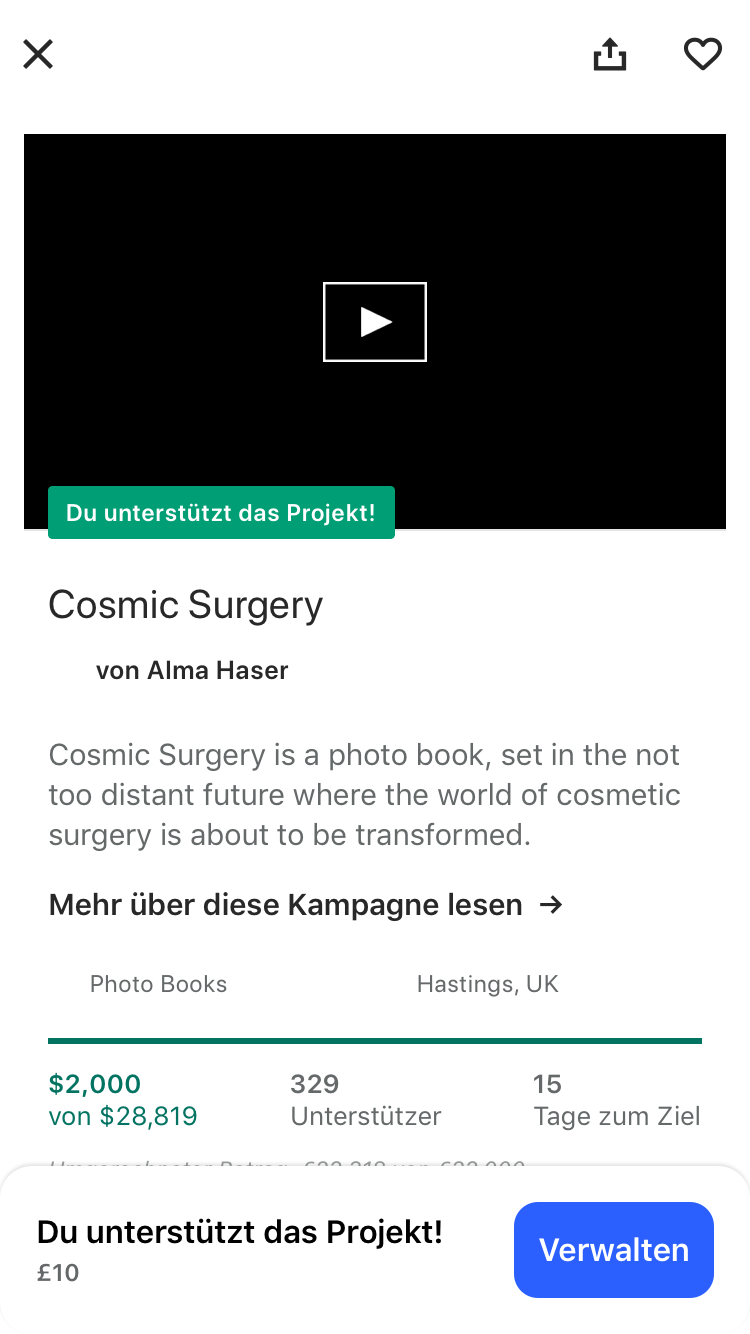 Du unterstützt das Projekt!
Cosmic Surgery
von Alma Haser
Cosmic Surgery is a photo book, set in the not
too distant future where the world of cosmetic
surgery is about to be transformed.
Mehr über diese Kampagne lesen →
Photo Books
Hastings, UK
$2,000
von $28,819
329
Unterstützer
15
Tage zum Ziel
Du unterstützt das Projekt!
£10
Verwalten